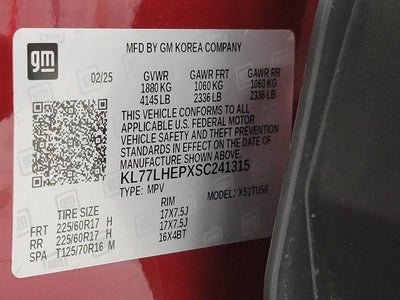 gm
MFD BY GM KOREA COMPANY
02/25 GVWR GAWR FRT GAWR RR
1880 KG 1060 KG 1060 KG
4145 LB 2336 LB 2336 LB
THIS VEHICLE CONFORMS TO ALL
APPLICABLE U.S. FEDERAL MOTOR
VEHICLE SAFETY AND THEFT PREVENTION
STANDARDS IN EFFECT ON THE DATE OF
MANUFACTURE SHOWN ABOVE.
KL77LHEPXSC241315
TYPE: MPV MODEL:
TIRE SIZE RIM
FRT 225/60R17 H 17X7.5J
RR 225/60R17 H 17X7.5J
SPA T125/70R16 M 16X4BT